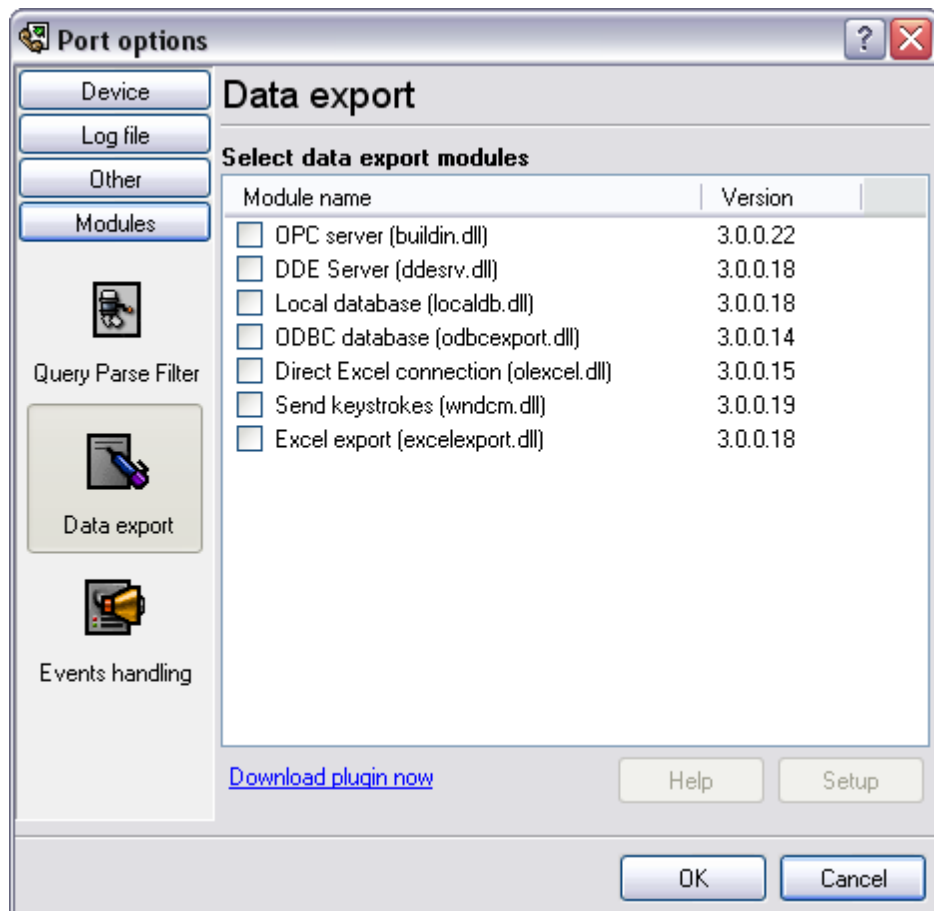 Port options
?
Device
Log file
Other
Modules
Query Parse Filter
Data export
Events handling
Data export
Select data export modules
Module name Version
OPC server (buildin.dll) 3.0.0.22
DDE Server (ddesrv.dll) 3.0.0.18
Local database (localdb.dll) 3.0.0.18
ODBC database (odbcexport.dll) 3.0.0.14
Direct Excel connection (olexcel.dll) 3.0.0.15
Send keystrokes (wndcm.dll) 3.0.0.19
Excel export (excelexport.dll) 3.0.0.18
Download plugin now
Help Setup
OK Cancel